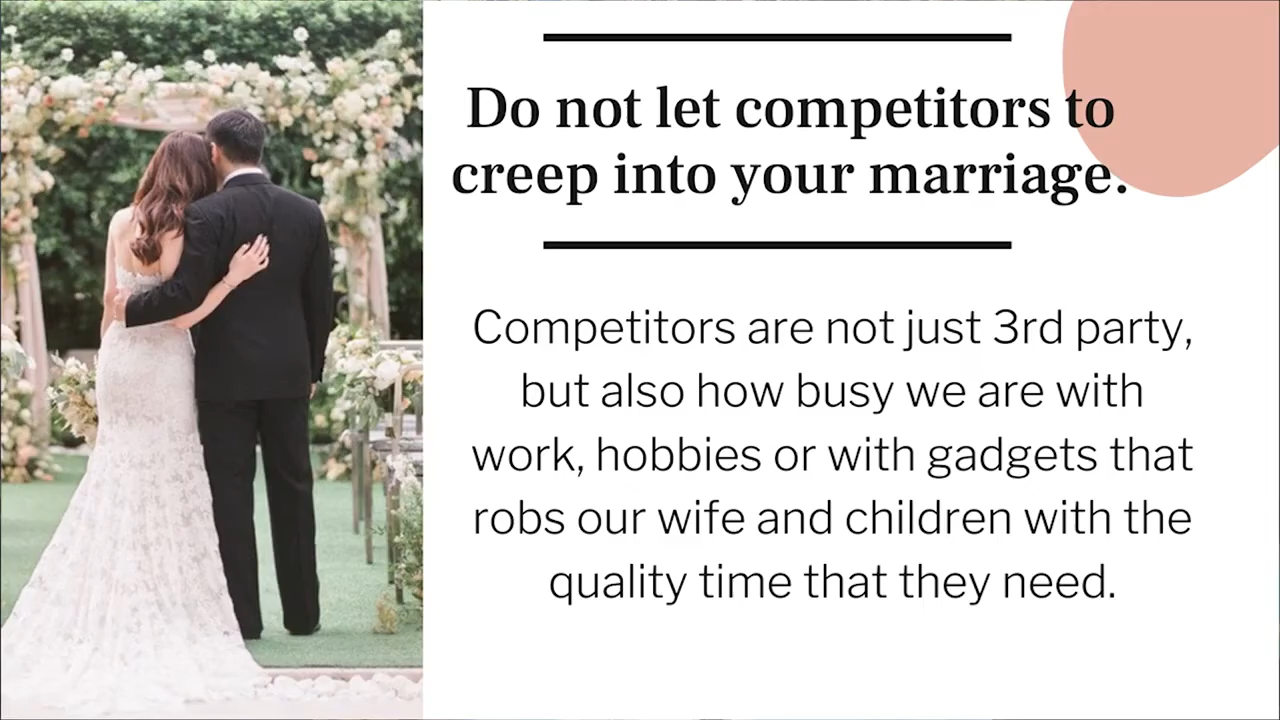 Do not let competitors to
creep into your marriage.
Competitors are not just 3rd party,
but also how busy we are with
work, hobbies or with gadgets that
robs our wife and children with the
quality time that they need.